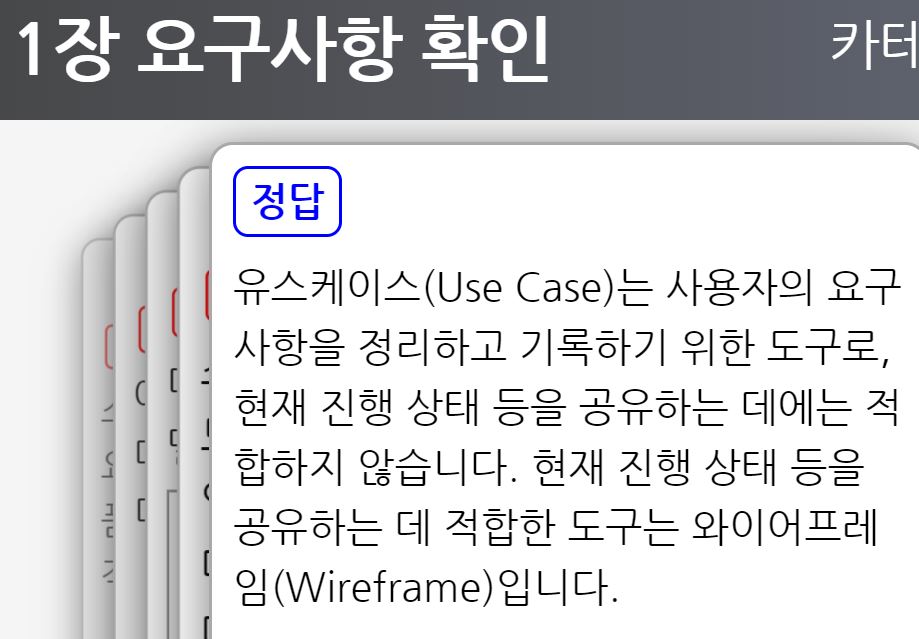 1장 요구사항 확인
카테
정답
유스케이스(Use Case)는 사용자의 요구
사항을 정리하고 기록하기 위한 도구로,
현재 진행 상태 등을 공유하는 데에는 적
합하지 않습니다. 현재 진행 상태 등을
공유하는 데 적합한 도구는 와이어프레
임(Wireframe)입니다.